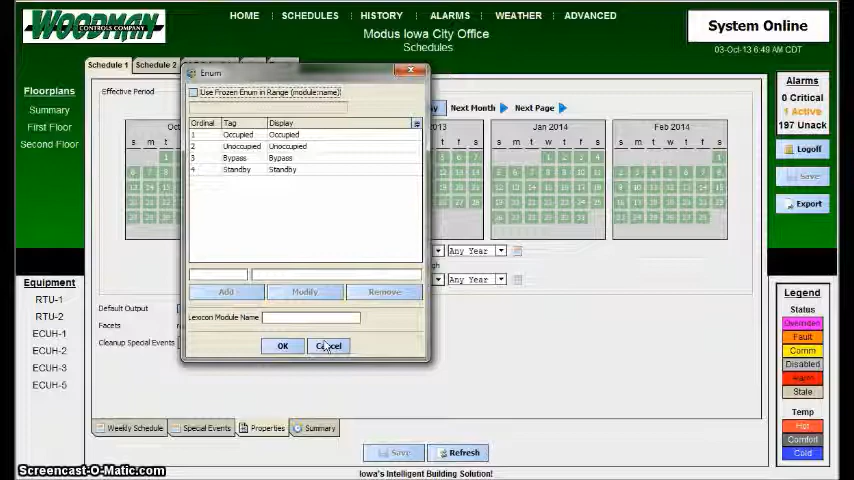 WOODMAN
CONTROLS COMPANY
HOME SCHEDULES HISTORY ALARMS WEATHER ADVANCED
Modus Iowa City Office
Schedules
System Online
03-Oct-13 6:49 AM CDT
Schedule 1 Schedule 2
Floorplans
Summary
First Floor
Second Floor
Effective Period
Next Month Next Page
Jan 2014 Feb 2014
s m t w t f s
Any Year
Any Year
Default Output
Facets
Cleanup Special Events
Enum
Use Frozen Enum in Range (module:name)
Ordinal Tag Display
1 Occupied Occupied
2 Unoccupied Unoccupied
3 Bypass Bypass
4 Standby Standby
Add Modify Remove
Lexicon Module Name
OK Cancel
Alarms
0 Critical
1 Active
197 Unack
Logoff
Save
Export
Equipment
RTU-1
RTU-2
ECUH-1
ECUH-2
ECUH-3
ECUH-5
Legend
Status
Overriden
Fault
Comm
Disabled
Alarm
Stale
Temp
Hot
Comfort
Cold
Weekly Schedule Special Events Properties Summary
Save Refresh
Iowa's Intelligent Building Solution!
Screencast-O-Matic.com